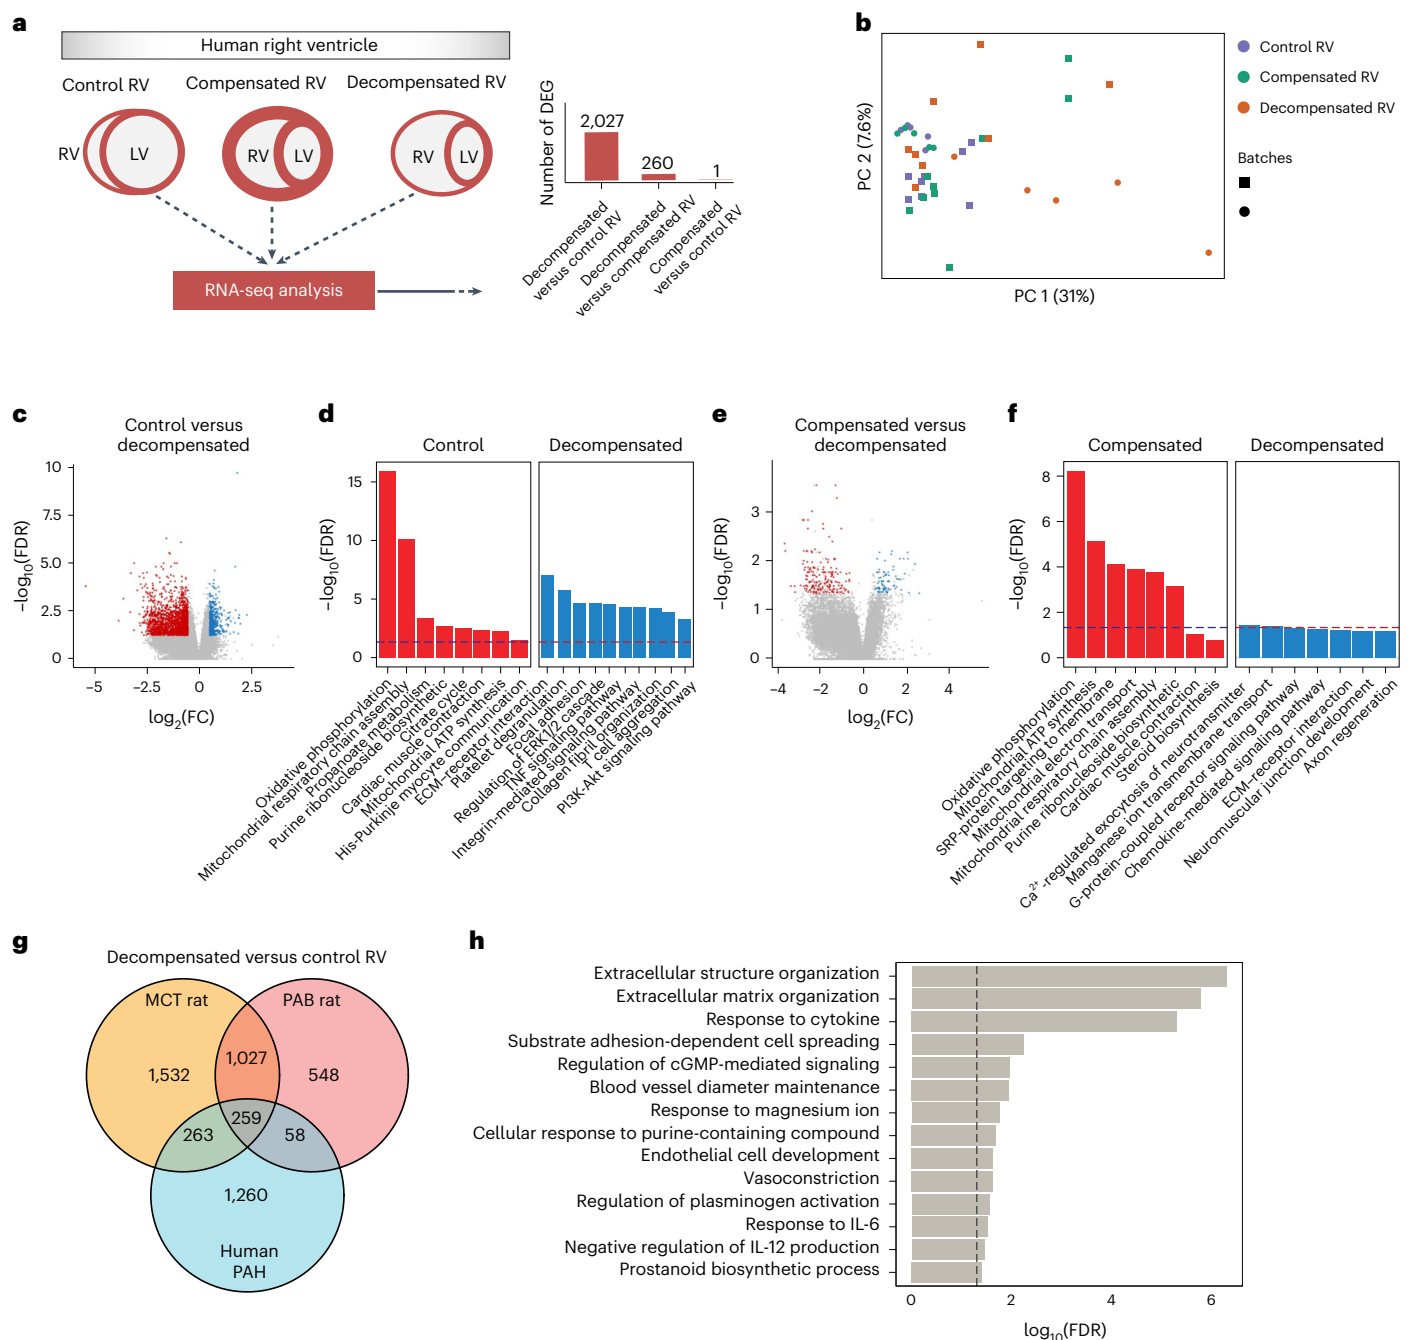 a
Human right ventricle
Control RV
Compensated RV
Decompensated RV
RV
LV
RV
LV
RV
LV
RNA-seq analysis
Number of DEG
2,027
260
1
Decompensated
versus control RV
Decompensated
versus compensated RV
Compensated
versus control RV
b
PC 2 (7.6%)
PC 1 (31%)
Control RV
Compensated RV
Decompensated RV
Batches
c
Control versus
decompensated
−log10(FDR)
10
7.5
5.0
2.5
0
−5
−2.5
0
2.5
log2(FC)
d
Control
Decompensated
−log10(FDR)
15
10
5
0
Oxidative phosphorylation
Mitochondrial respiratory chain assembly
Propanoate metabolism
Purine ribonucleoside biosynthetic
Citrate cycle
Cardiac muscle contraction
Mitochondrial ATP synthesis
His-Purkinje myocyte communication
ECM–receptor interaction
Platelet degranulation
Focal adhesion
Regulation of ERK1/2 cascade
TNF signaling pathway
Integrin-mediated signaling pathway
Collagen fibril organization
T cell aggregation
PI3K-Akt signaling pathway
e
Compensated versus
decompensated
−log10(FDR)
3
2
1
0
−4
−2
0
2
4
log2(FC)
f
Compensated
Decompensated
−log10(FDR)
8
6
4
2
0
Oxidative phosphorylation
Mitochondrial ATP synthesis
SRP-protein targeting to membrane
Mitochondrial electron transport
Mitochondrial respiratory chain assembly
Purine ribonucleoside biosynthetic
Cardiac muscle contraction
Steroid biosynthesis
Ca2+-regulated exocytosis of neurotransmitter
Manganese ion transmembrane transport
G-protein-coupled receptor signaling pathway
Chemokine-mediated signaling pathway
ECM-receptor interaction
Neuromuscular junction development
Axon regeneration
g
Decompensated versus control RV
MCT rat
PAB rat
1,027
1,532
548
259
263
58
1,260
Human
PAH
h
Extracellular structure organization
Extracellular matrix organization
Response to cytokine
Substrate adhesion-dependent cell spreading
Regulation of cGMP-mediated signaling
Blood vessel diameter maintenance
Response to magnesium ion
Cellular response to purine-containing compound
Endothelial cell development
Vasoconstriction
Regulation of plasminogen activation
Response to IL-6
Negative regulation of IL-12 production
Prostanoid biosynthetic process
0
2
4
6
log10(FDR)